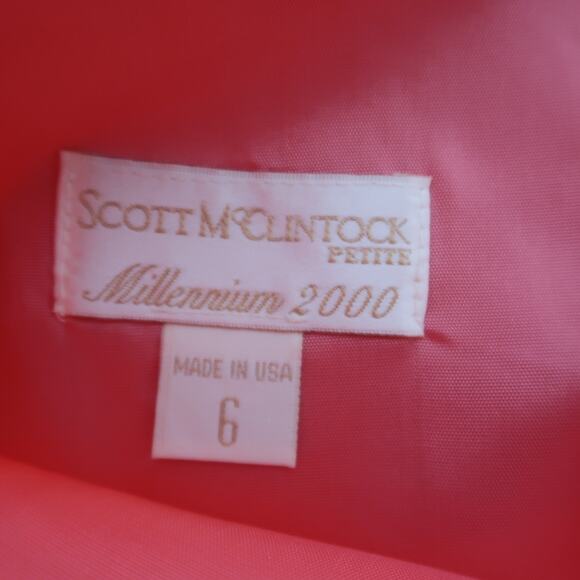 SCOTT McCLINTOCK
PETITE
Millennium 2000
MADE IN USA
6